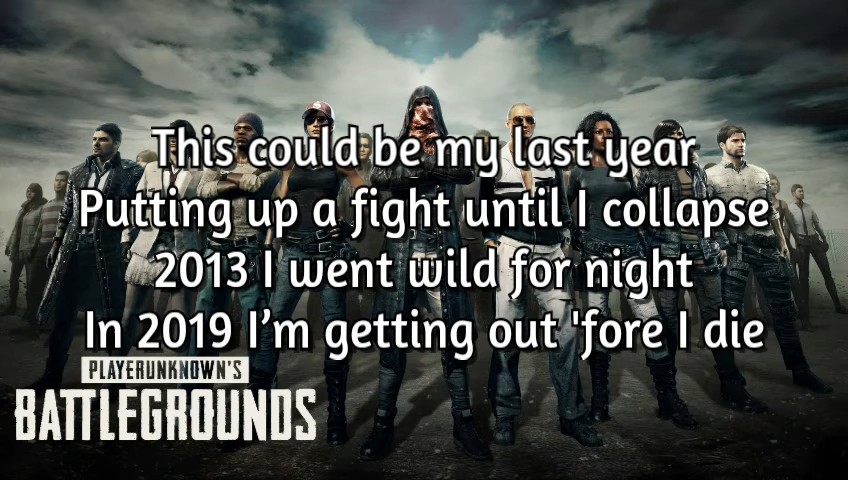 This could be my last year
Putting up a fight until I collapse
2013 I went wild for night
In 2019 I’m getting out 'fore I die
PLAYERUNKNOWN'S
BATTLEGROUNDS